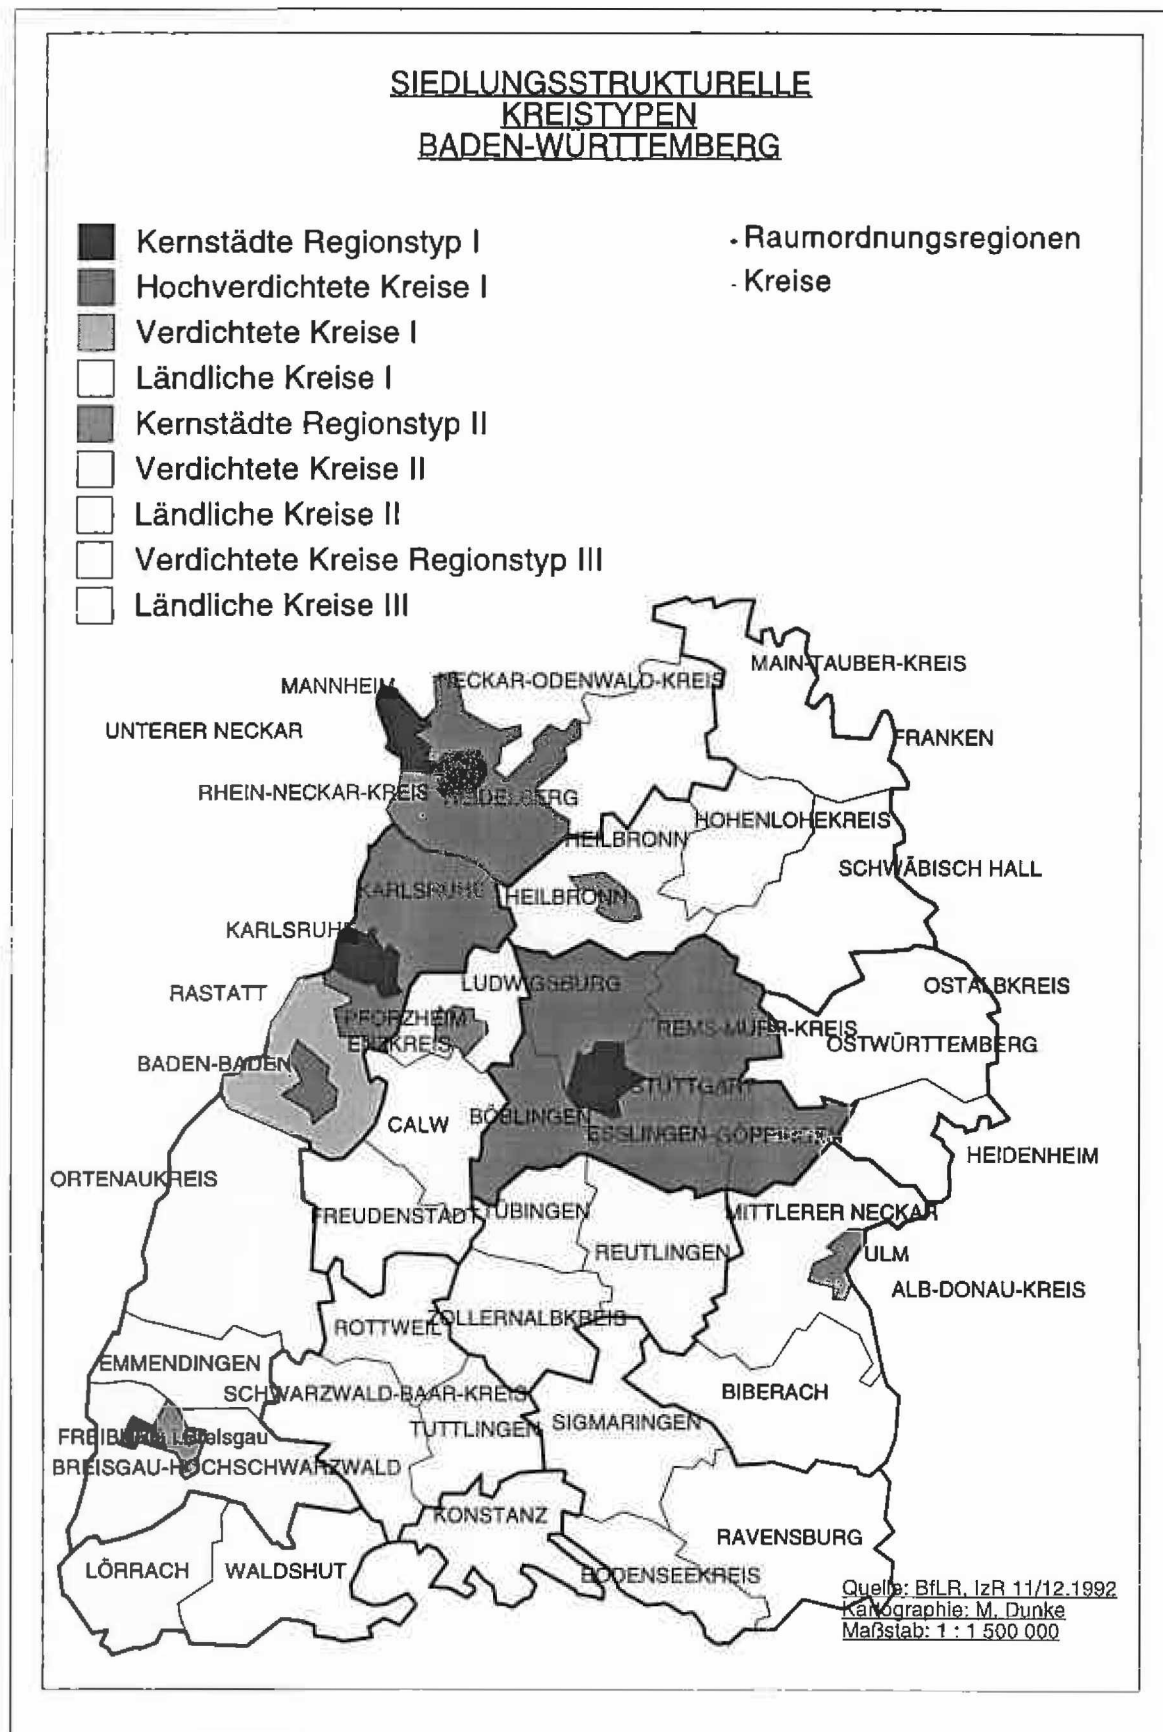 SIEDLUNGSSTRUKTURELLE
KREISTYPEN
BADEN-WÜRTTEMBERG
Kernstädte Regionstyp I
Hochverdichtete Kreise I
Verdichtete Kreise I
Ländliche Kreise I
Kernstädte Regionstyp II
Verdichtete Kreise II
Ländliche Kreise II
Verdichtete Kreise Regionstyp III
Ländliche Kreise III
Raumordnungsregionen
Kreise
MAIN-TAUBER-KREIS
NECKAR-ODENWALD-KREIS
MANNHEIM
UNTERER NECKAR
FRANKEN
RHEIN-NECKAR-KREIS
HEIDELBERG
HOHENLOHEKREIS
HEILBRONN
SCHWÄBISCH HALL
KARLSRUHE
HEILBRONN
KARLSRUHE
LUDWIGSBURG
OSTALBKREIS
RASTATT
PFORZHEIM
REMS-MURR-KREIS
ENZKREIS
OSTWÜRTTEMBERG
BADEN-BADEN
STUTTGART
BÖBLINGEN
CALW
ESSLINGEN-GÖPPINGEN
HEIDENHEIM
ORTENAUKREIS
FREUDENSTADT
TÜBINGEN
MITTLERER NECKAR
REUTLINGEN
ULM
ALB-DONAU-KREIS
ZOLLERNALBKREIS
ROTTWEIL
EMMENDINGEN
SCHWARZWALD-BAAR-KREIS
BIBERACH
SIGMARINGEN
TUTTLINGEN
BREISGAU-HOCHSCHWARZWALD
KONSTANZ
RAVENSBURG
LÖRRACH
WALDSHUT
BODENSEEKREIS
Quelle: BfLR, IzR 11/12.1992
Kartographie: M. Dunke
Maßstab: 1 : 1 500 000